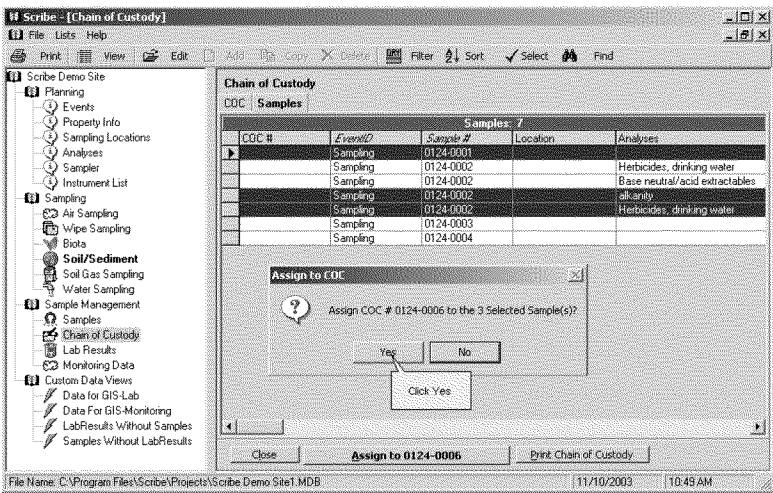 Scribe - [Chain of Custody]
File Lists Help
Print View Edit Add Copy Delete Filter Sort Select Find
Scribe Demo Site
Planning
Events
Property Info
Sampling Locations
Analyses
Sampler
Instrument List
Sampling
Air Sampling
Wipe Sampling
Biota
Soil/Sediment
Soil Gas Sampling
Water Sampling
Sample Management
Samples
Chain of Custody
Lab Results
Monitoring Data
Custom Data Views
Data for GIS-Lab
Data For GIS-Monitoring
LabResults Without Samples
Samples Without LabResults
Chain of Custody
COC Samples
Samples: 7
COC # EventID Sample # Location Analyses
Sampling 0124-0001
Sampling 0124-0002 Herbicides, drinking water
Sampling 0124-0002 Base neutral/acid extractables
Sampling 0124-0002 alkanity
Sampling 0124-0002 Herbicides, drinking water
Sampling 0124-0003
Sampling 0124-0004
Assign to COC
Assign COC # 0124-0006 to the 3 Selected Sample(s)?
Yes No
Click Yes
Close Assign to 0124-0006 Print Chain of Custody
File Name: C:\Program Files\Scribe\Projects\Scribe Demo Site1.MDB 11/10/2003 10:49 AM